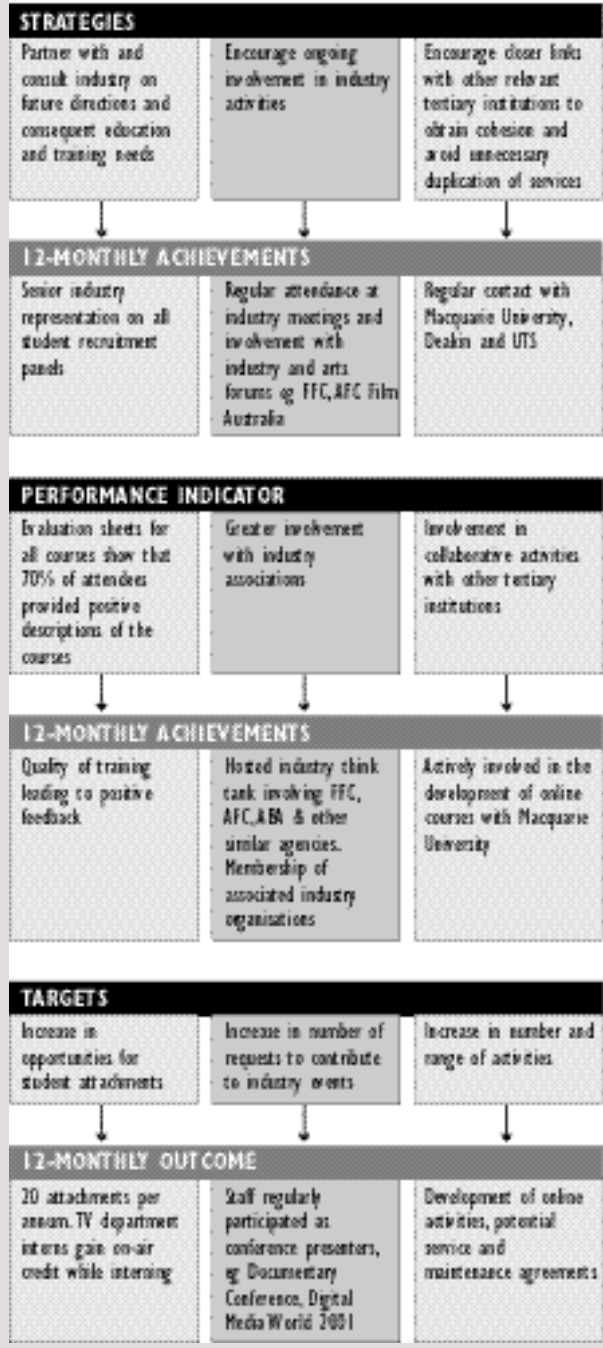 STRATEGIES
Partner with and
consult industry on
future directions and
consequent education
and training needs
Encourage ongoing
involvement in industry
activities
Encourage closer links
with other relevant
tertiary institutions to
obtain cohesion and
avoid unnecessary
duplication of services
12-MONTHLY ACHIEVEMENTS
Senior industry
representation on all
student recruitment
panels
Regular attendance at
industry meetings and
involvement with
industry and arts
forums eg FFC, AFC Film
Australia
Regular contact with
Macquarie University,
Deakin and UTS
PERFORMANCE INDICATOR
Evaluation sheets for
all courses show that
70% of attendees
provided positive
descriptions of the
courses
Greater involvement
with industry
associations
Involvement in
collaborative activities
with other tertiary
institutions
12-MONTHLY ACHIEVEMENTS
Quality of training
leading to positive
feedback
Hosted industry think
tank involving FFC,
AFC, ABA & other
similar agencies.
Membership of
associated industry
organisations
Actively involved in the
development of online
courses with Macquarie
University
TARGETS
Increase in
opportunities for
student attachments
Increase in number of
requests to contribute
to industry events
Increase in number and
range of activities
12-MONTHLY OUTCOME
20 attachments per
annum. TV department
interns gain on-air
credit while interning
Staff regularly
participated as
conference presenters,
eg Documentary
Conference, Digital
Media World 2001
Development of online
activities, potential
service and
maintenance agreements